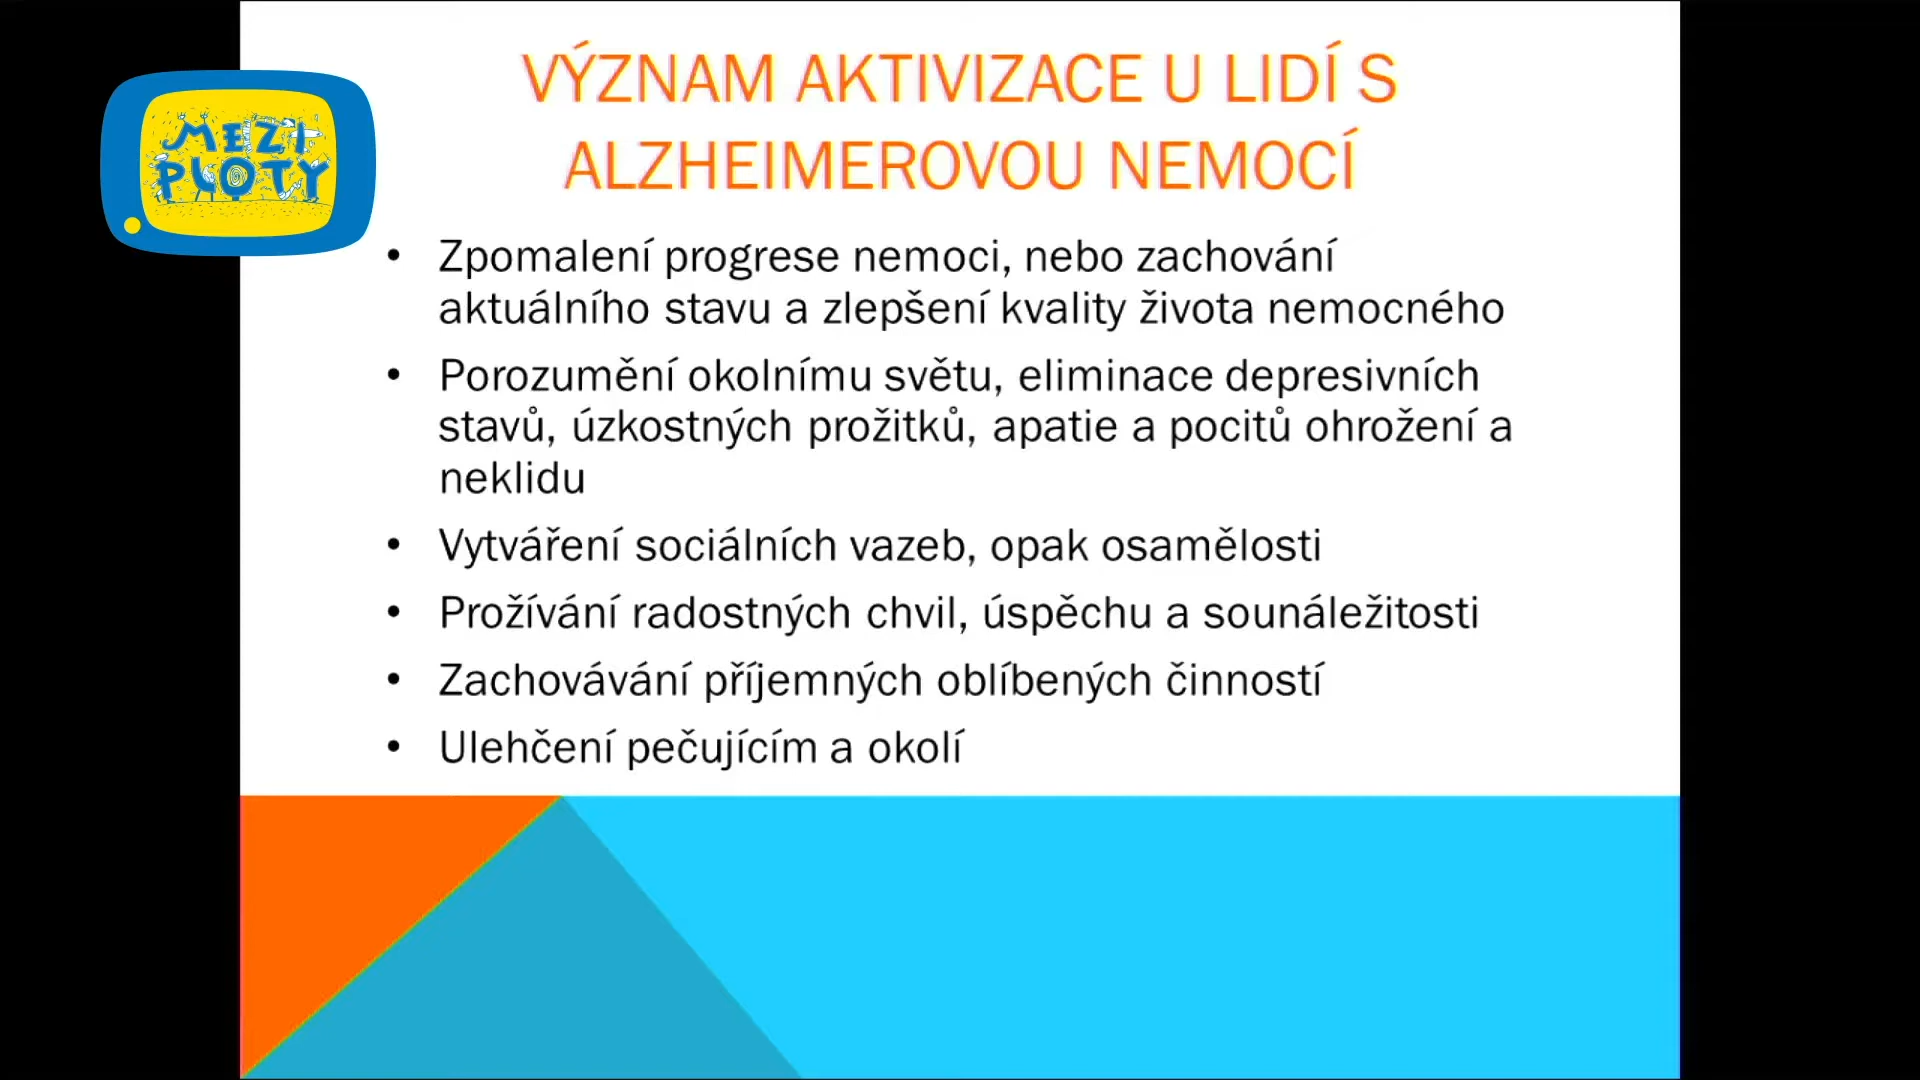 VÝZNAM AKTIVIZACE U LIDÍ S
ALZHEIMEROVOU NEMOCÍ
MEZI
PLOTY
• Zpomalení progrese nemoci, nebo zachování
aktuálního stavu a zlepšení kvality života nemocného
• Porozumění okolnímu světu, eliminace depresivních
stavů, úzkostných prožitků, apatie a pocitů ohrožení a
neklidu
• Vytváření sociálních vazeb, opak osamělosti
• Prožívání radostných chvil, úspěchu a sounáležitosti
• Zachovávání příjemných oblíbených činností
• Ulehčení pečujícím a okolí